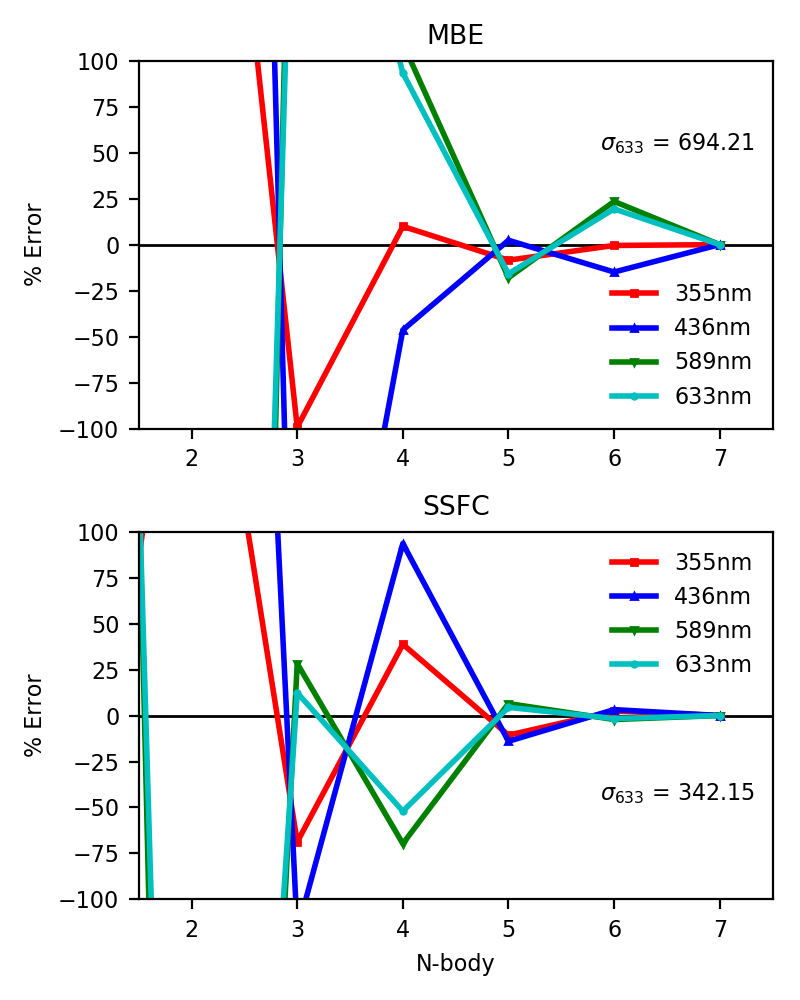 MBE
100
75
50
25
0
−25
−50
−75
−100
% Error
σ633 = 694.21
355nm
436nm
589nm
633nm
2 3 4 5 6 7
SSFC
100
75
50
25
0
−25
−50
−75
−100
% Error
355nm
436nm
589nm
633nm
σ633 = 342.15
2 3 4 5 6 7
N-body